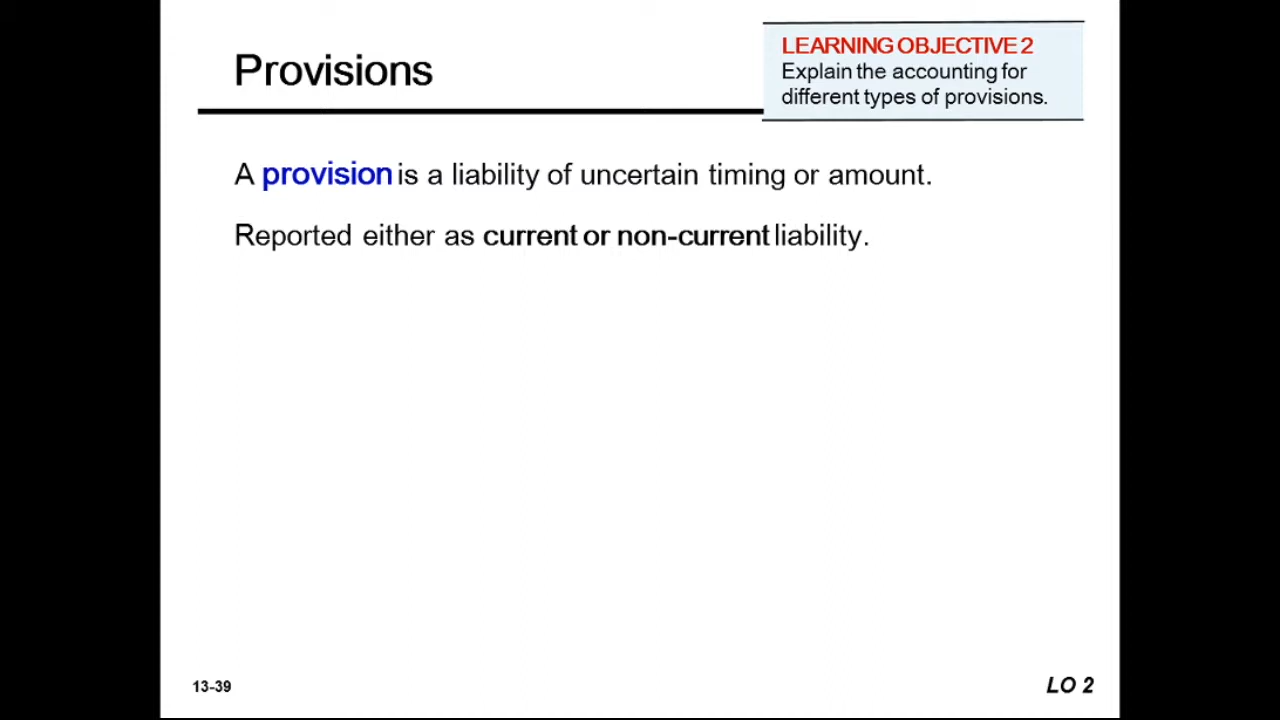 Provisions
LEARNING OBJECTIVE 2
Explain the accounting for
different types of provisions.
A provision is a liability of uncertain timing or amount.
Reported either as current or non-current liability.
13-39
LO 2